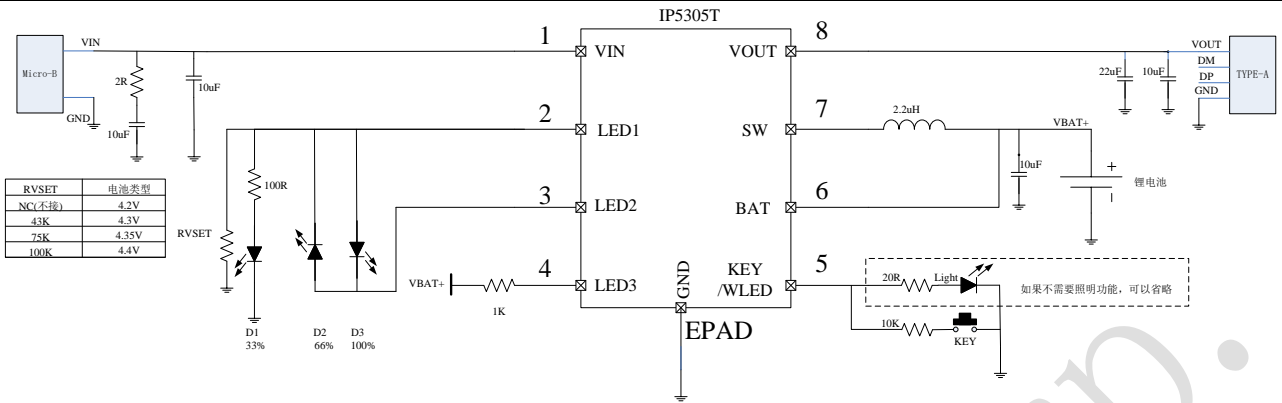 IP5305T
Micro-B
VIN
GND
2R
10uF
10uF
1
VIN
2
LED1
3
LED2
4
LED3
GND
EPAD
8
VOUT
7
SW
6
BAT
5
KEY
/WLED
RVSET 电池类型
NC(不接) 4.2V
43K 4.3V
75K 4.35V
100K 4.4V
RVSET
100R
D1
33%
D2
66%
D3
100%
VBAT+
1K
22uF
10uF
VOUT
DM
DP
GND
TYPE-A
2.2uH
VBAT+
10uF
+
锂电池
20R
Light
如果不需要照明功能，可以省略
10K
KEY